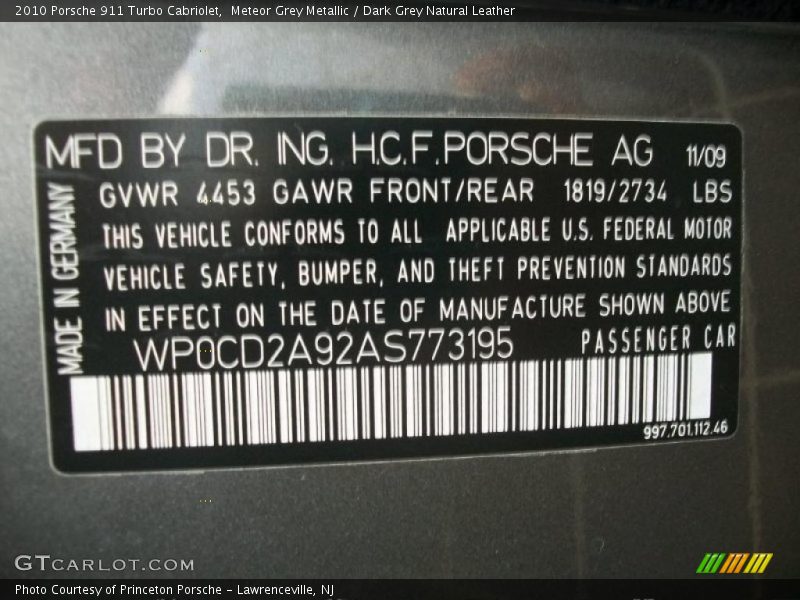 2010 Porsche 911 Turbo Cabriolet,  Meteor Grey Metallic / Dark Grey Natural Leather
MFD BY DR. ING. H.C.F.PORSCHE AG 11/09
GVWR 4453 GAWR FRONT/REAR 1819/2734 LBS
THIS VEHICLE CONFORMS TO ALL APPLICABLE U.S. FEDERAL MOTOR
VEHICLE SAFETY, BUMPER, AND THEFT PREVENTION STANDARDS
IN EFFECT ON THE DATE OF MANUFACTURE SHOWN ABOVE
WP0CD2A92AS773195 PASSENGER CAR
MADE IN GERMANY
997.701.112.46
GTCARLOT.COM
Photo Courtesy of Princeton Porsche - Lawrenceville, NJ